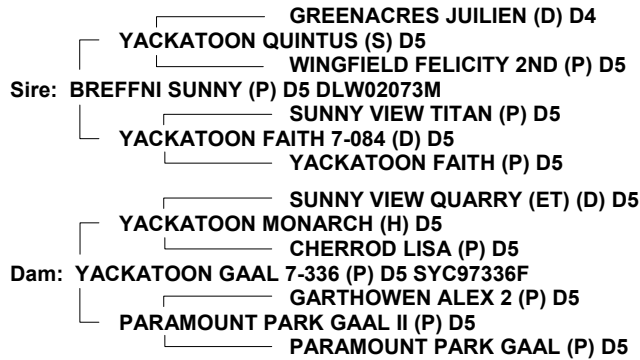 GREENACRES JUILIEN (D) D4
YACKATOON QUINTUS (S) D5
WINGFIELD FELICITY 2ND (P) D5
Sire: BREFFNI SUNNY (P) D5 DLW02073M
SUNNY VIEW TITAN (P) D5
YACKATOON FAITH 7-084 (D) D5
YACKATOON FAITH (P) D5
SUNNY VIEW QUARRY (ET) (D) D5
YACKATOON MONARCH (H) D5
CHERROD LISA (P) D5
Dam: YACKATOON GAAL 7-336 (P) D5 SYC97336F
GARTHOWEN ALEX 2 (P) D5
PARAMOUNT PARK GAAL II (P) D5
PARAMOUNT PARK GAAL (P) D5